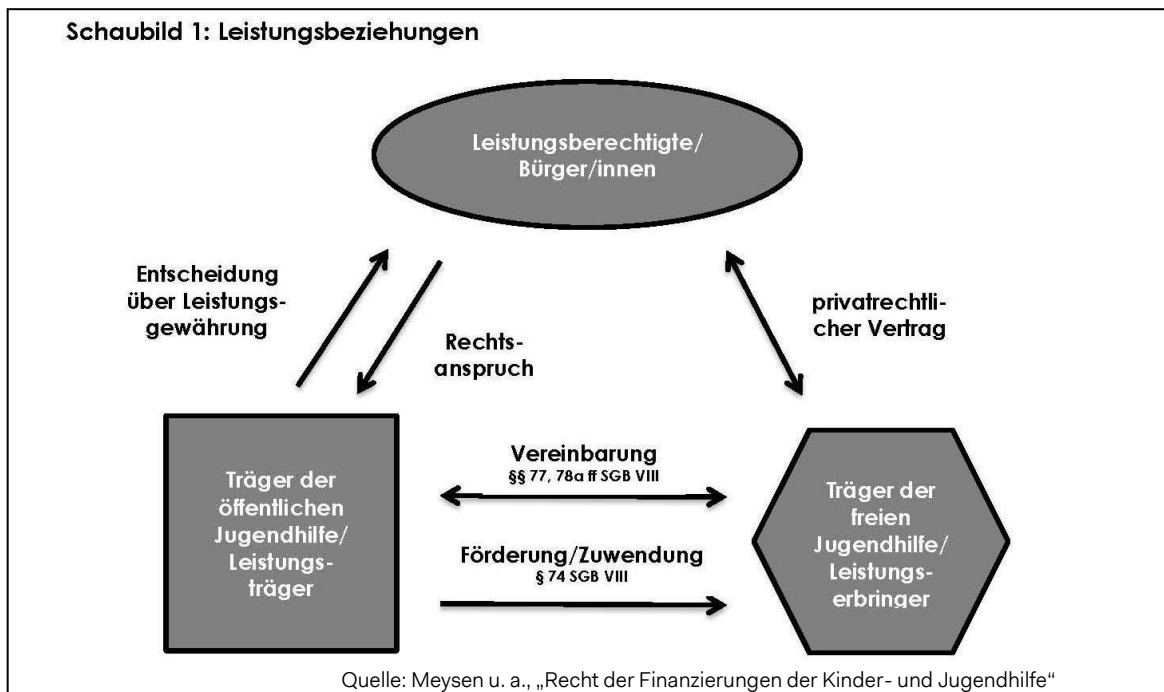 Schaubild 1: Leistungsbeziehungen
Leistungsberechtigte/
Bürger/innen
Entscheidung
über Leistungs-
gewährung
Rechts-
anspruch
privatrechtli-
cher Vertrag
Träger der
öffentlichen
Jugendhilfe/
Leistungs-
träger
Vereinbarung
§§ 77, 78a ff SGB VIII
Förderung/Zuwendung
§ 74 SGB VIII
Träger der
freien
Jugendhilfe/
Leistungs-
erbringer
Quelle: Meysen u. a., „Recht der Finanzierungen der Kinder- und Jugendhilfe“